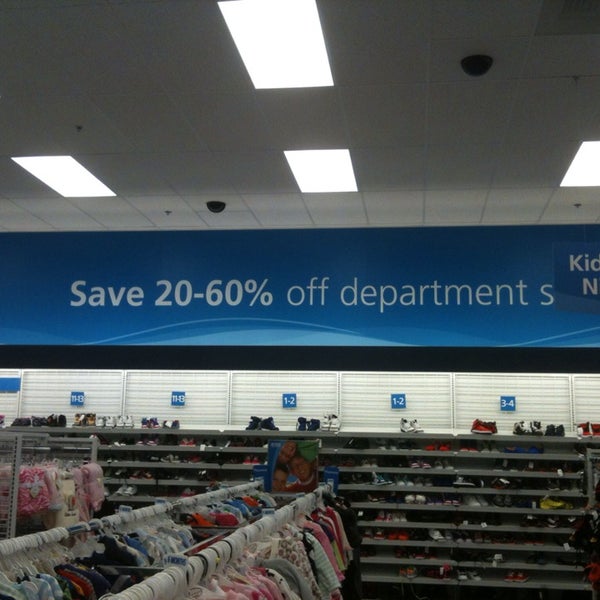 Save 20-60% off department s
Kid
N
11-13
11-13
1-2
1-2
3-4